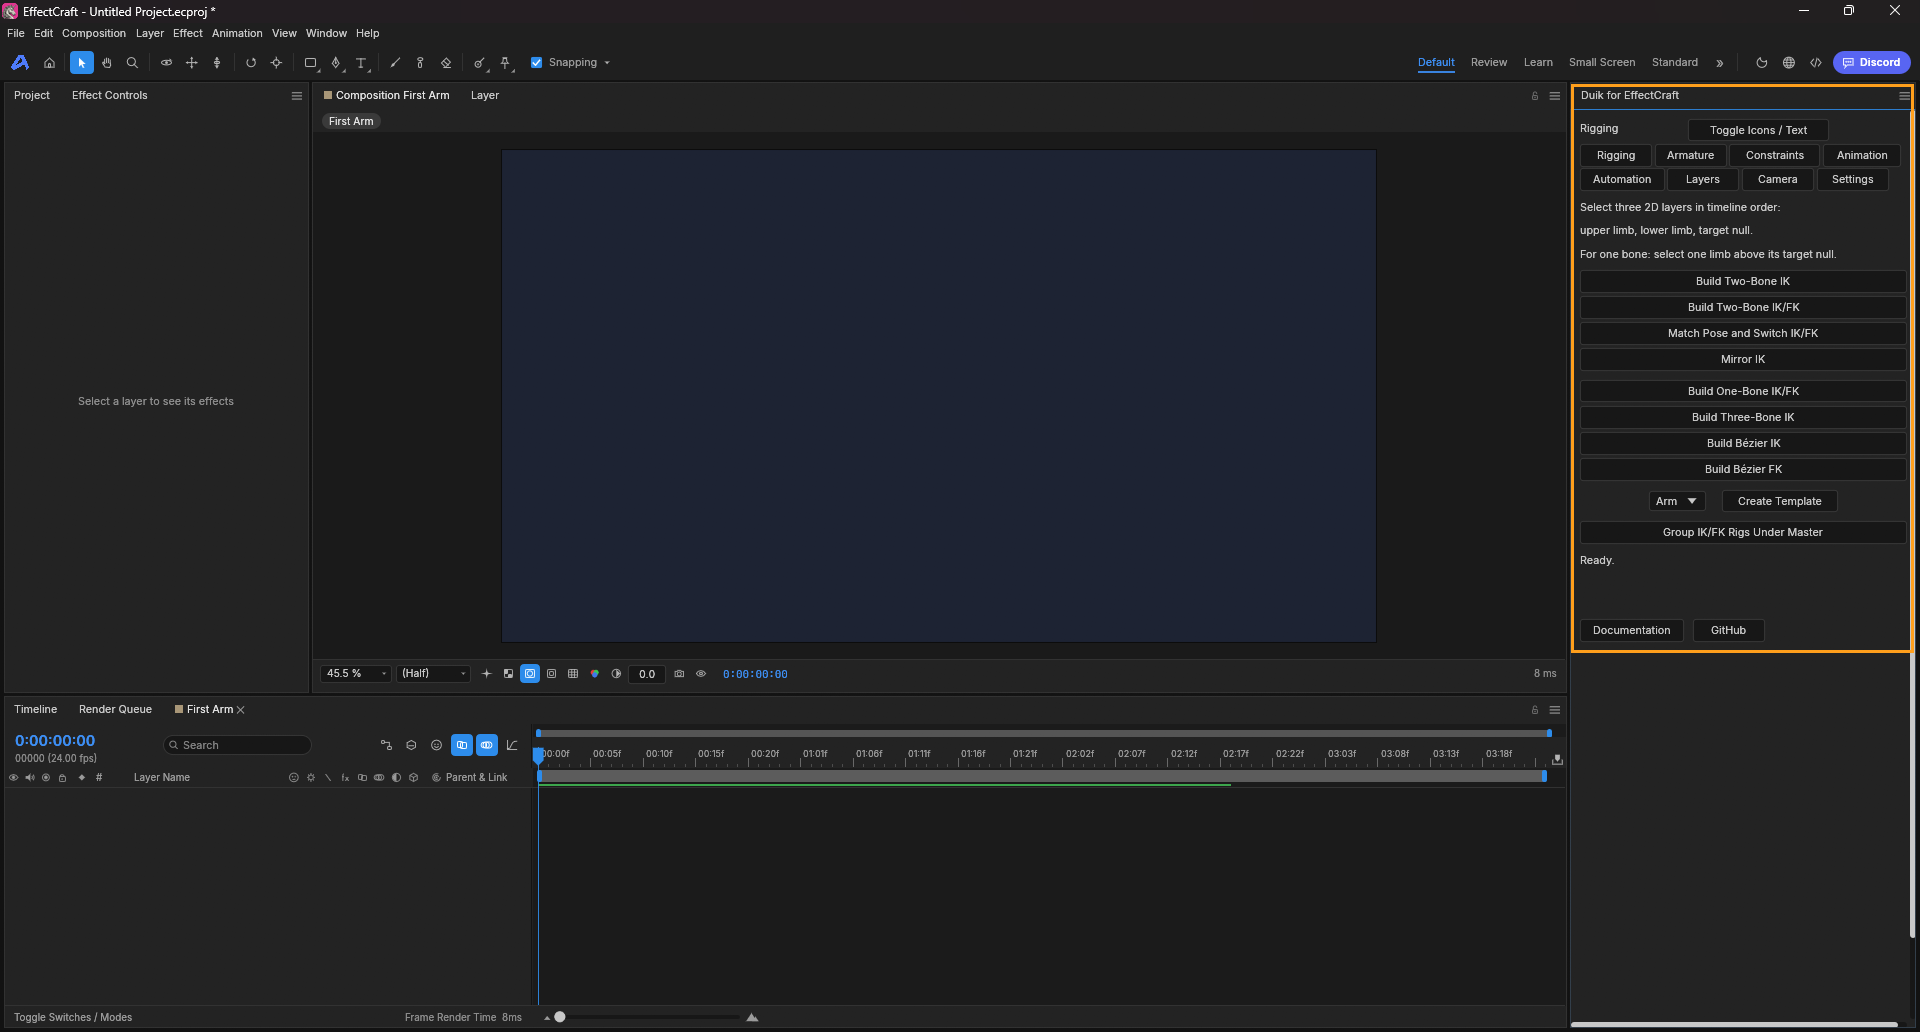 EffectCraft - Untitled Project.ecproj *
File Edit Composition Layer Effect Animation View Window Help
Snapping
Default Review Learn Small Screen Standard » Discord
Project Effect Controls
Select a layer to see its effects
Composition First Arm Layer
First Arm
45.5 % (Half) 0.0 0:00:00:00 8 ms
Duik for EffectCraft
Rigging Toggle Icons / Text
Rigging Armature Constraints Animation
Automation Layers Camera Settings
Select three 2D layers in timeline order:
upper limb, lower limb, target null.
For one bone: select one limb above its target null.
Build Two-Bone IK
Build Two-Bone IK/FK
Match Pose and Switch IK/FK
Mirror IK
Build One-Bone IK/FK
Build Three-Bone IK
Build Bézier IK
Build Bézier FK
Arm Create Template
Group IK/FK Rigs Under Master
Ready.
Documentation GitHub
Timeline Render Queue First Arm
0:00:00:00
00000 (24.00 fps)
Search
00:00f 00:05f 00:10f 00:15f 00:20f 01:01f 01:06f 01:11f 01:16f 01:21f 02:02f 02:07f 02:12f 02:17f 02:22f 03:03f 03:08f 03:13f 03:18f
# Layer Name fx Parent & Link
Toggle Switches / Modes Frame Render Time 8ms